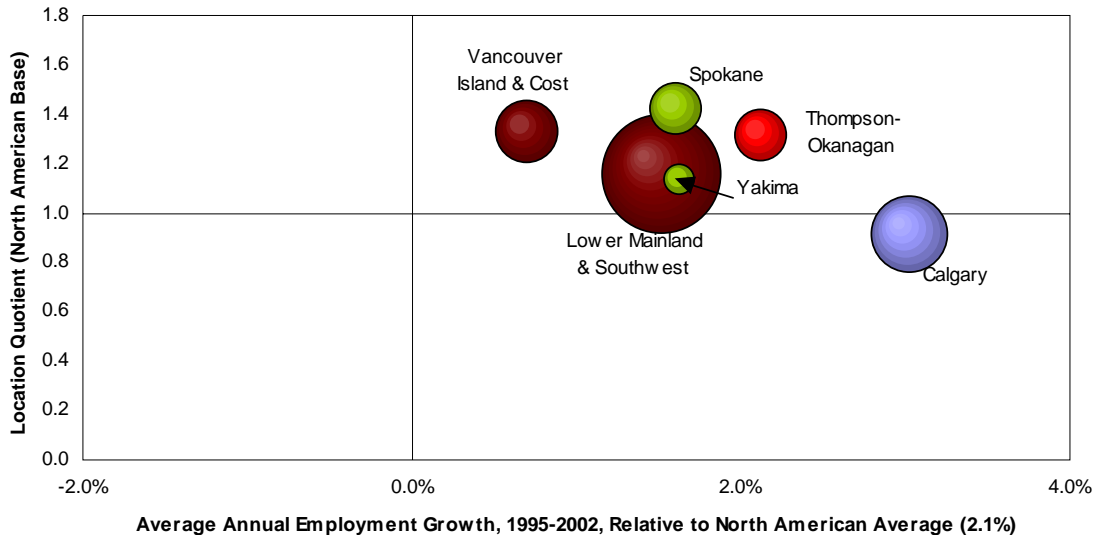 Location Quotient (North American Base)
1.8
1.6
1.4
1.2
1.0
0.8
0.6
0.4
0.2
0.0
Vancouver
Island & Cost
Spokane
Thompson-
Okanagan
Yakima
Lower Mainland
& Southwest
Calgary
-2.0%
0.0%
2.0%
4.0%
Average Annual Employment Growth, 1995-2002, Relative to North American Average (2.1%)